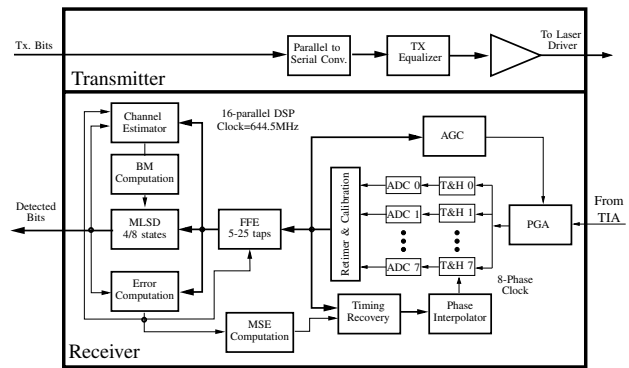 Tx. Bits
Parallel to
Serial Conv.
TX
Equalizer
To Laser
Driver
Transmitter
Channel
Estimator
16-parallel DSP
Clock=644.5MHz
AGC
BM
Computation
Retimer & Calibration
ADC 0
T&H 0
ADC 1
T&H 1
ADC 7
T&H 7
From
TIA
PGA
Detected
Bits
MLSD
4/8 states
FFE
5-25 taps
8-Phase
Clock
Error
Computation
MSE
Computation
Timing
Recovery
Phase
Interpolator
Receiver